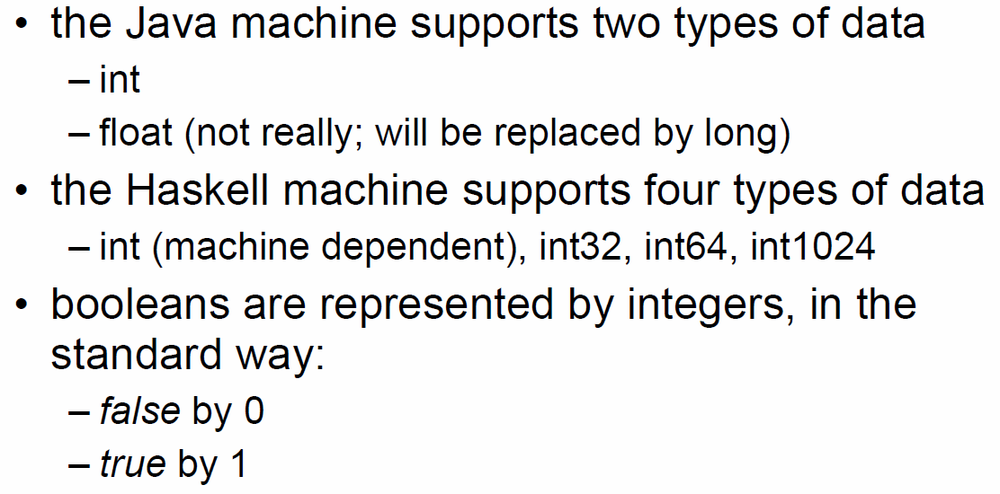 • the Java machine supports two types of data
– int
– float (not really; will be replaced by long)
• the Haskell machine supports four types of data
– int (machine dependent), int32, int64, int1024
• booleans are represented by integers, in the
standard way:
– false by 0
– true by 1